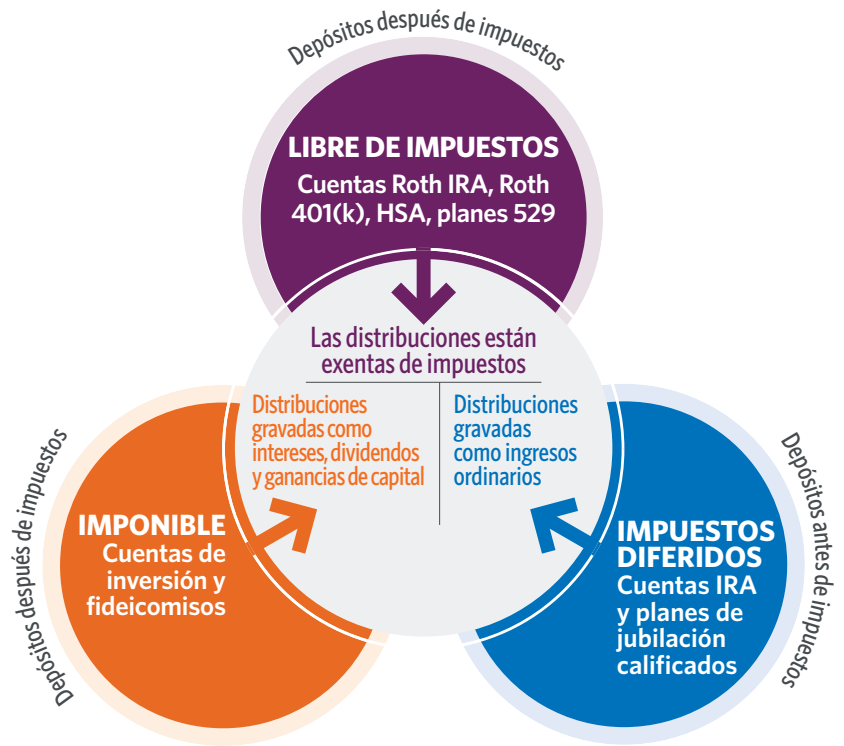 Depósitos después de impuestos
LIBRE DE IMPUESTOS
Cuentas Roth IRA, Roth
401(k), HSA, planes 529
Las distribuciones están
exentas de impuestos
Distribuciones
gravadas como
intereses, dividendos
y ganancias de capital
Distribuciones
gravadas
como ingresos
ordinarios
Depósitos después de impuestos
IMPONIBLE
Cuentas de
inversión y
fideicomisos
IMPUESTOS
DIFERIDOS
Cuentas IRA
y planes de
jubilación
calificados
Depósitos antes de impuestos